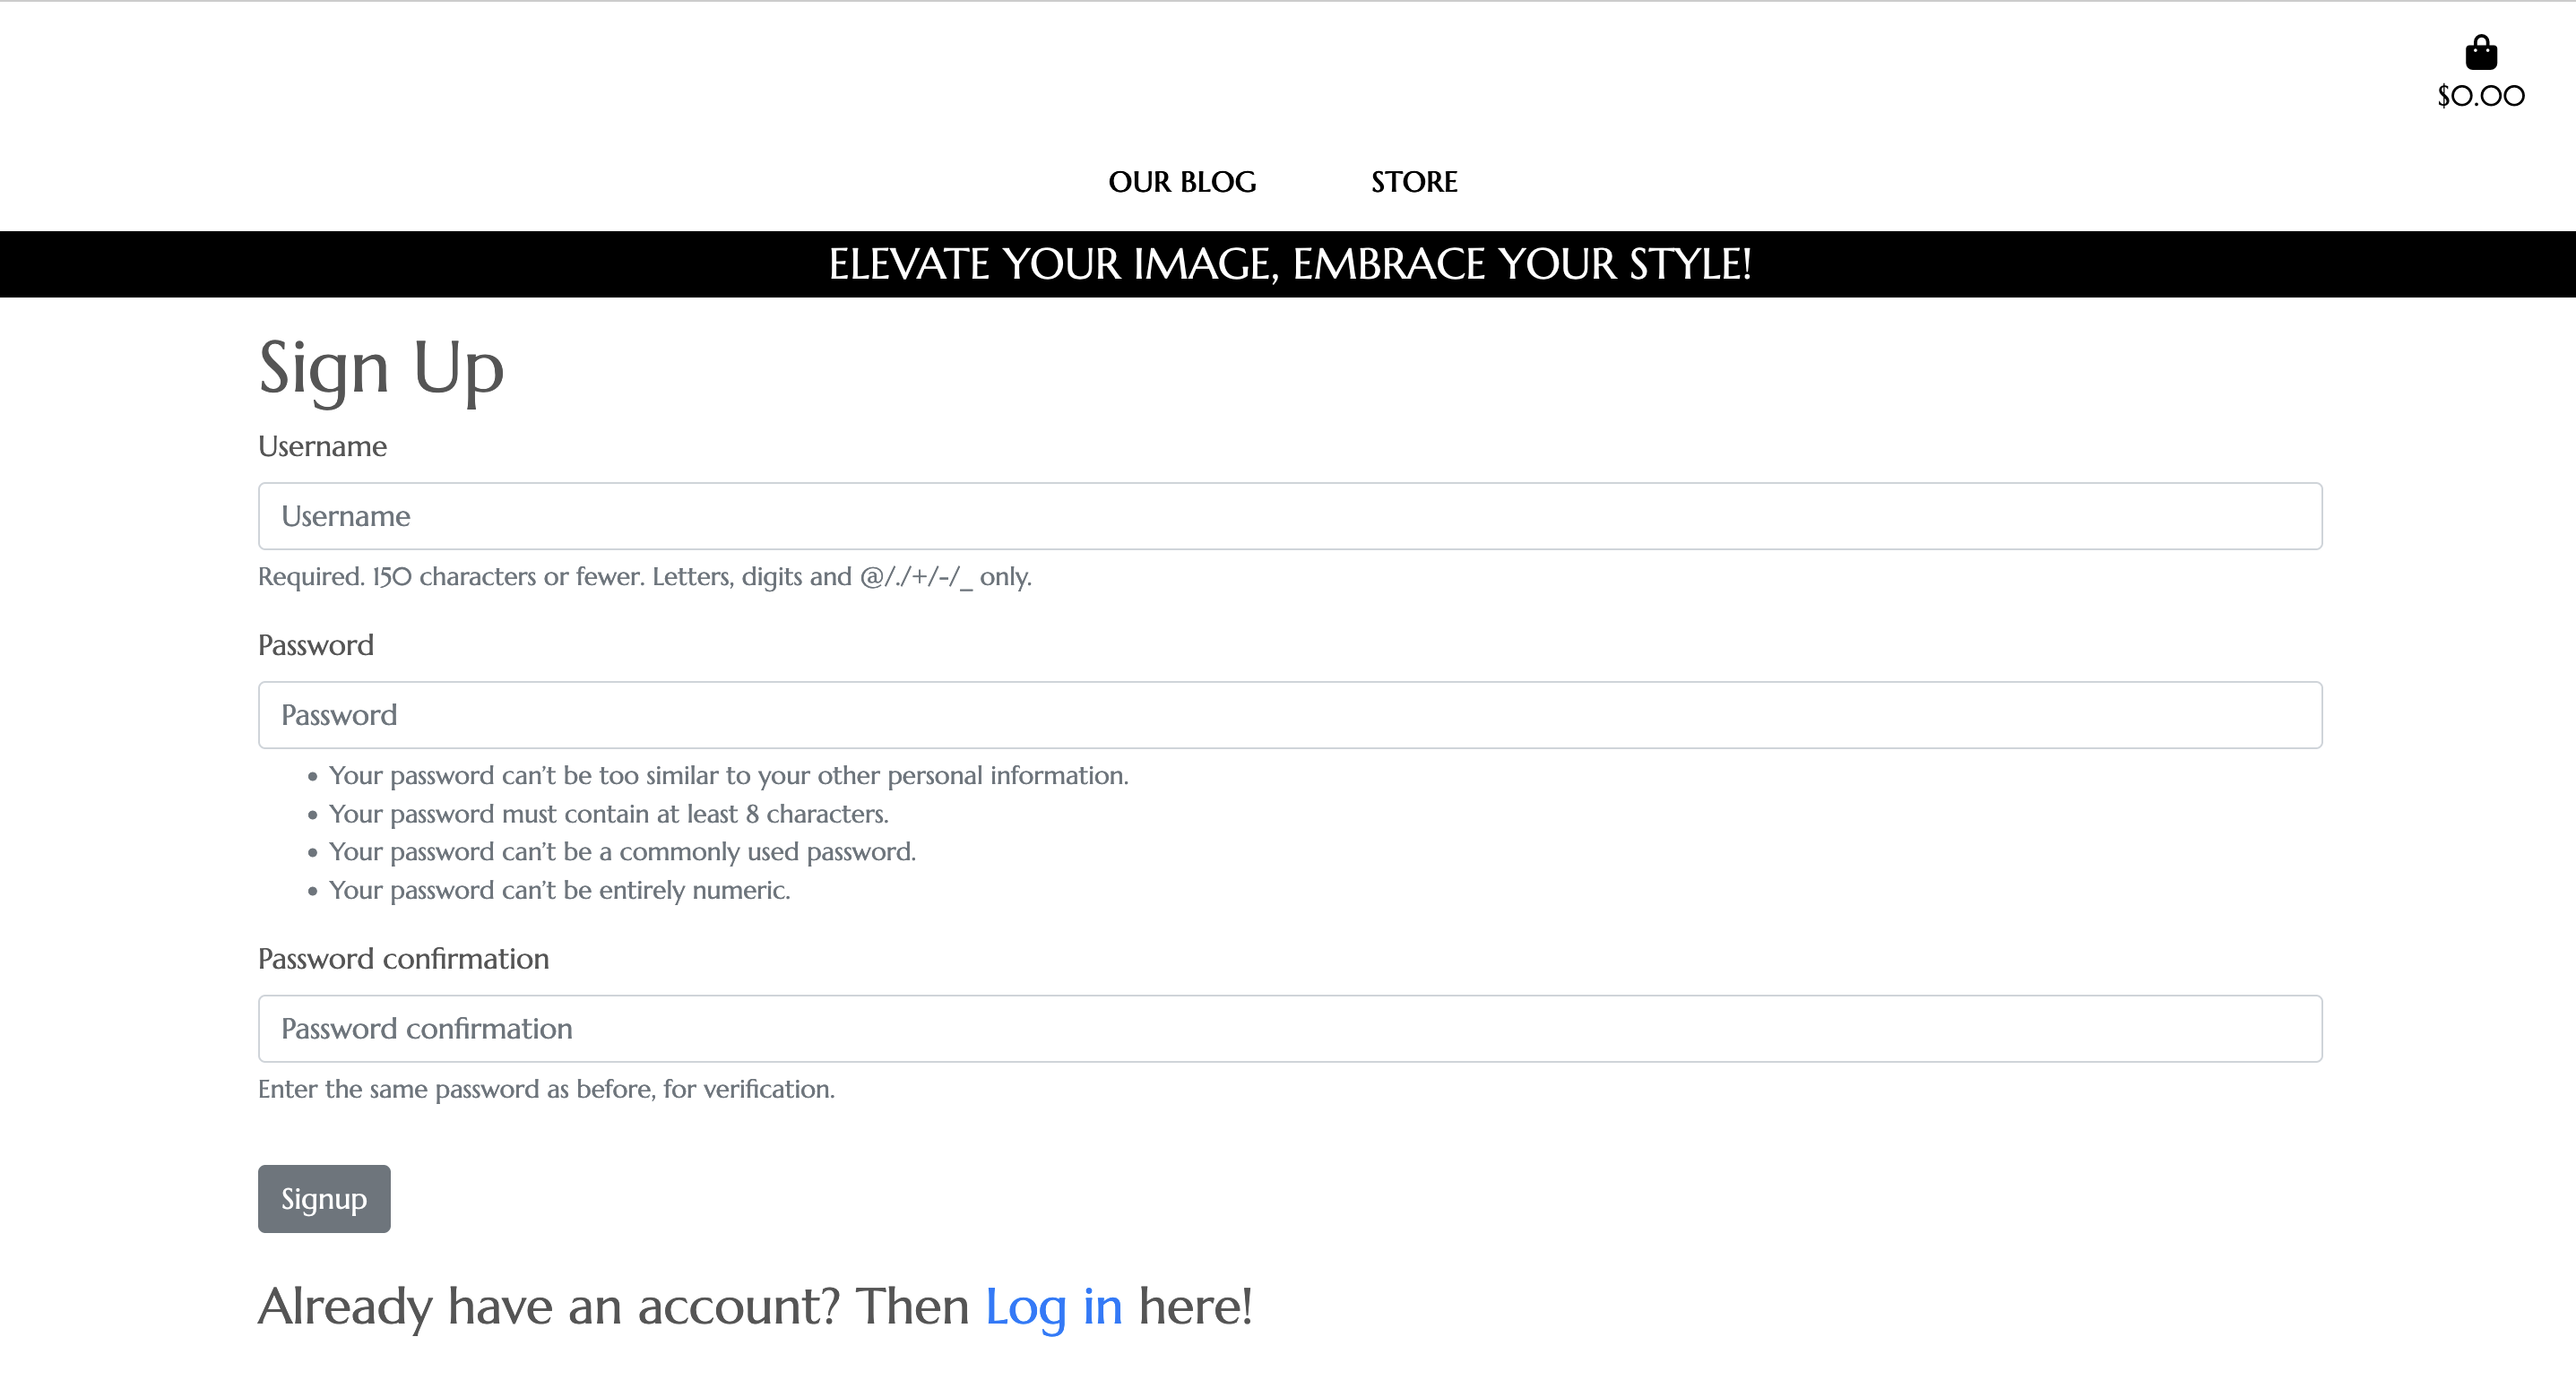 $0.00
OUR BLOG STORE
ELEVATE YOUR IMAGE, EMBRACE YOUR STYLE!
Sign Up
Username
Username
Required. 150 characters or fewer. Letters, digits and @/./+/-/_ only.
Password
Password
• Your password can’t be too similar to your other personal information.
• Your password must contain at least 8 characters.
• Your password can’t be a commonly used password.
• Your password can’t be entirely numeric.
Password confirmation
Password confirmation
Enter the same password as before, for verification.
Signup
Already have an account? Then Log in here!